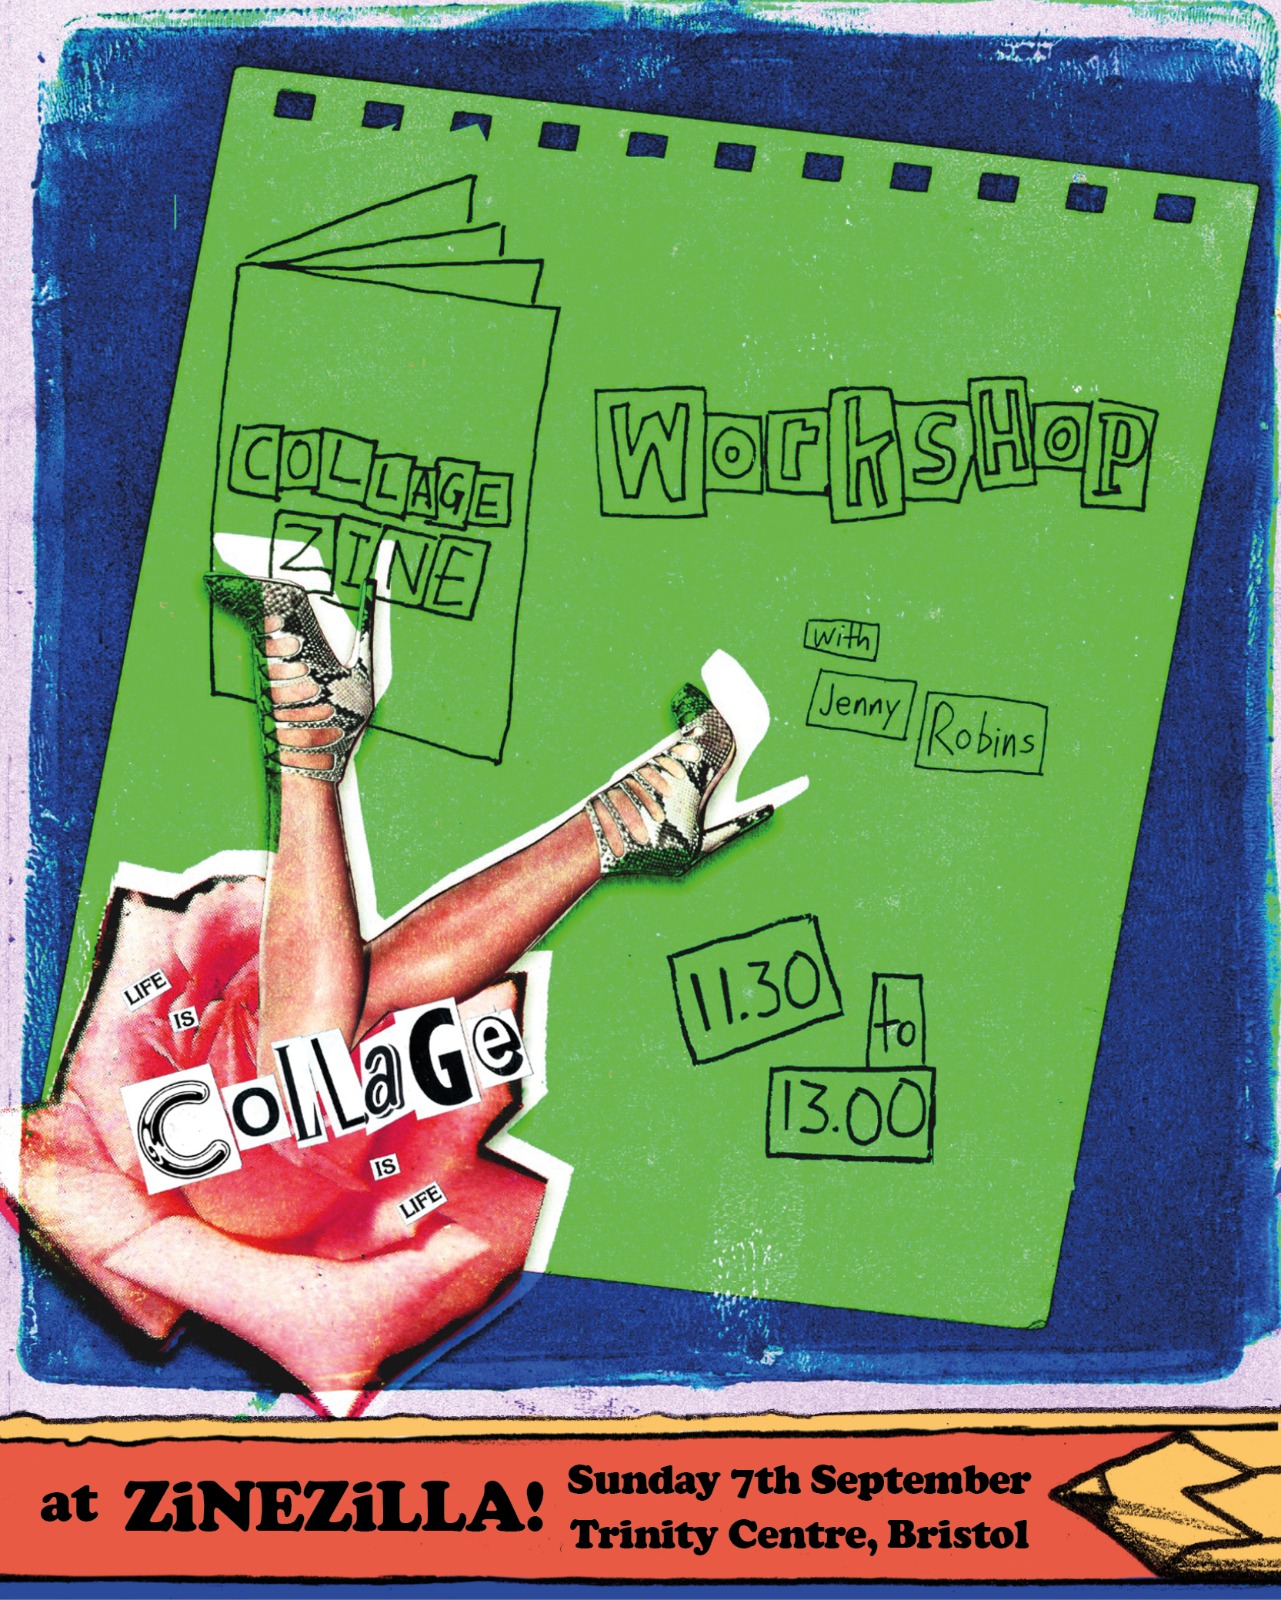 COLLAGE
ZINE
WorksHop
with
Jenny Robins
11.30
to
13.00
LIFE
IS
CollaGe
IS
LIFE
at ZiNEZiLLA!
Sunday 7th September
Trinity Centre, Bristol